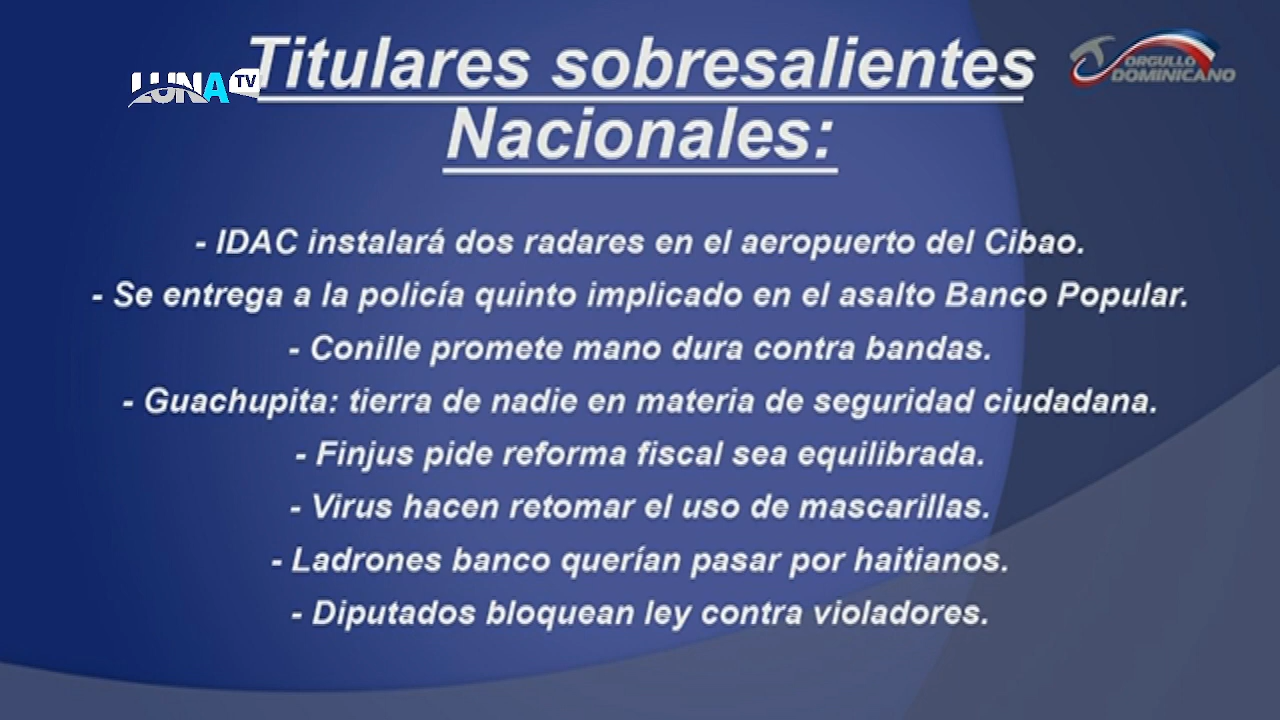 Titulares sobresalientes
LUNA TV
ORGULLO
DOMINICANO
Nacionales:
- IDAC instalará dos radares en el aeropuerto del Cibao.
- Se entrega a la policía quinto implicado en el asalto Banco Popular.
- Conille promete mano dura contra bandas.
- Guachupita: tierra de nadie en materia de seguridad ciudadana.
- Finjus pide reforma fiscal sea equilibrada.
- Virus hacen retomar el uso de mascarillas.
- Ladrones banco querían pasar por haitianos.
- Diputados bloquean ley contra violadores.